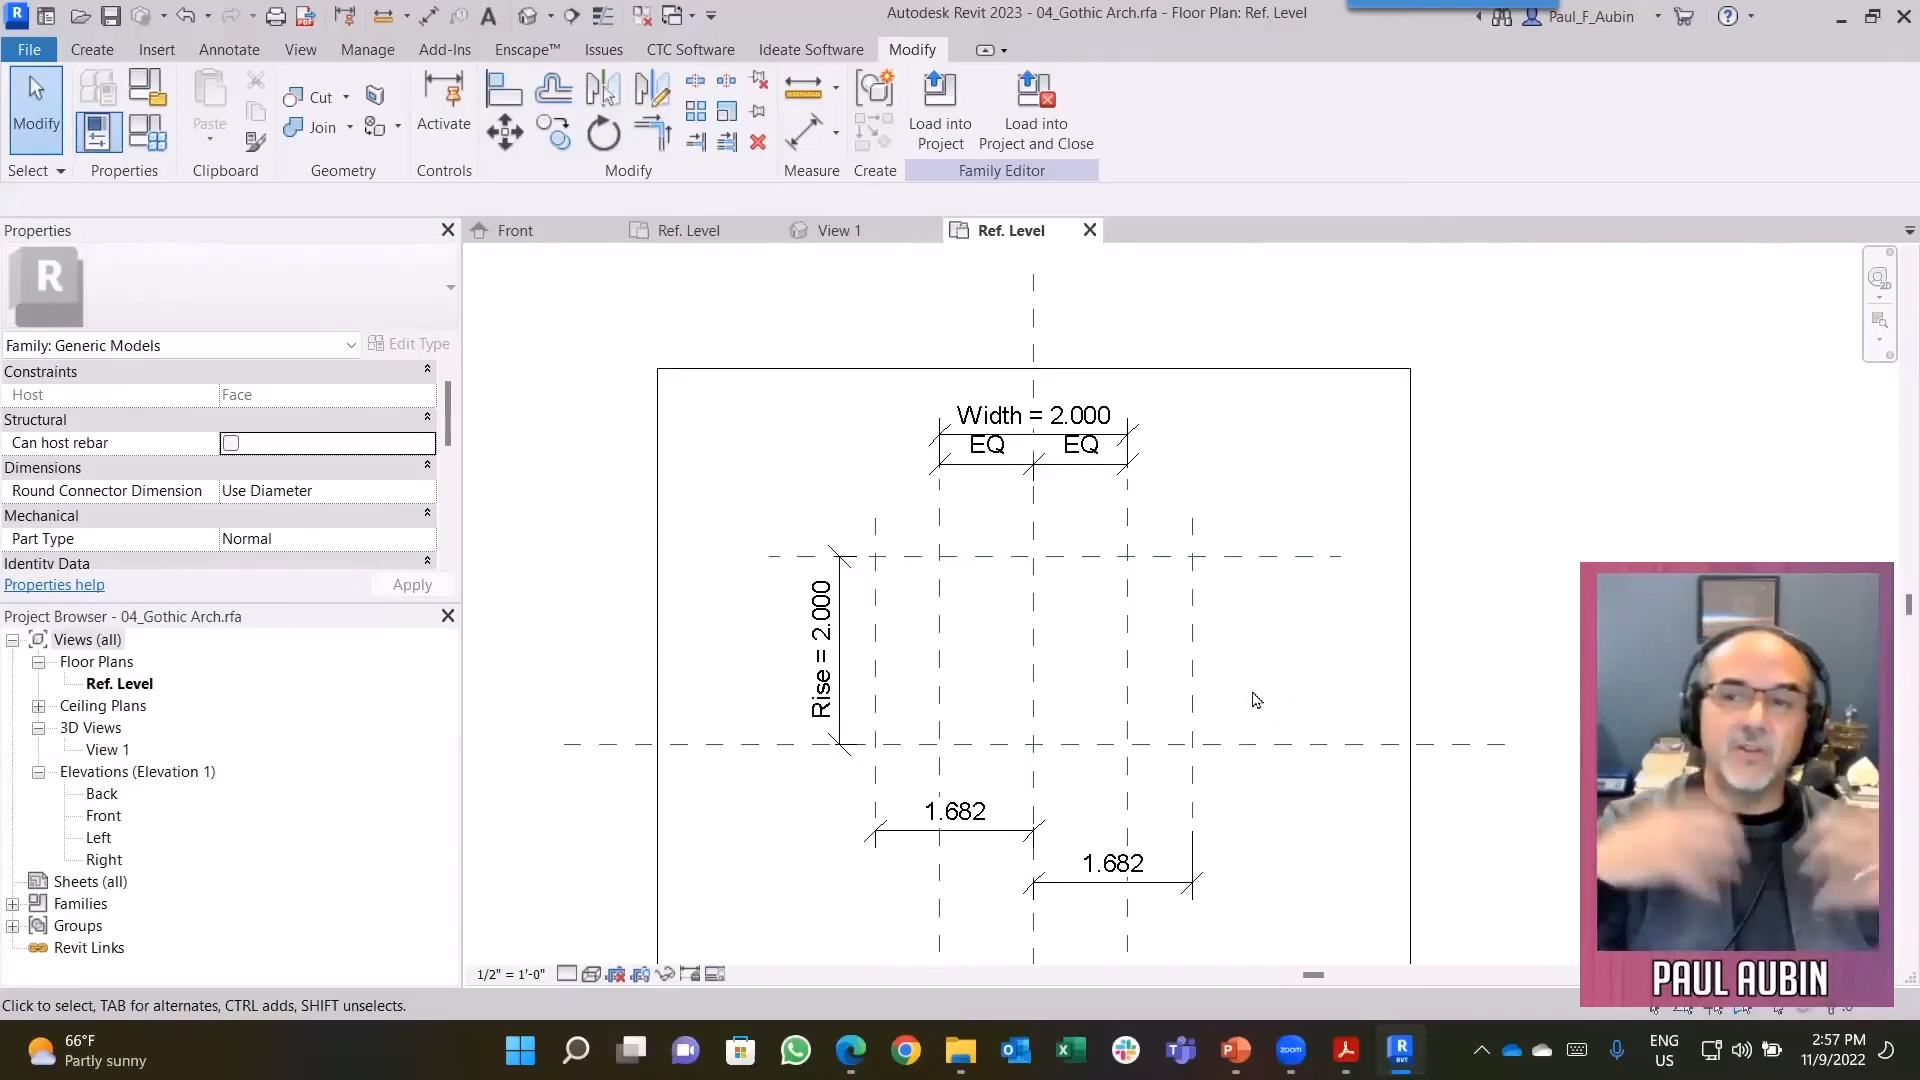 Autodesk Revit 2023 - 04_Gothic Arch.rfa - Floor Plan: Ref. Level
Paul_F_Aubin
File Create Insert Annotate View Manage Add-Ins Enscape™ Issues CTC Software Ideate Software Modify
Modify
Paste
Cut
Join
Activate
Load into Project
Load into Project and Close
Select Properties Clipboard Geometry Controls Modify Measure Create Family Editor
Properties
Front
Ref. Level
View 1
Ref. Level
R
Family: Generic Models
Edit Type
Constraints
Host Face
Structural
Can host rebar
Dimensions
Round Connector Dimension Use Diameter
Mechanical
Part Type Normal
Identity Data
Properties help
Apply
Project Browser - 04_Gothic Arch.rfa
Views (all)
Floor Plans
Ref. Level
Ceiling Plans
3D Views
View 1
Elevations (Elevation 1)
Back
Front
Left
Right
Sheets (all)
Families
Groups
Revit Links
Width = 2.000
EQ EQ
Rise = 2.000
1.682
1.682
1/2" = 1'-0"
PAUL AUBIN
Click to select, TAB for alternates, CTRL adds, SHIFT unselects.
66°F
Partly sunny
zoom
R
RVT
ENG
US
2:57 PM
11/9/2022